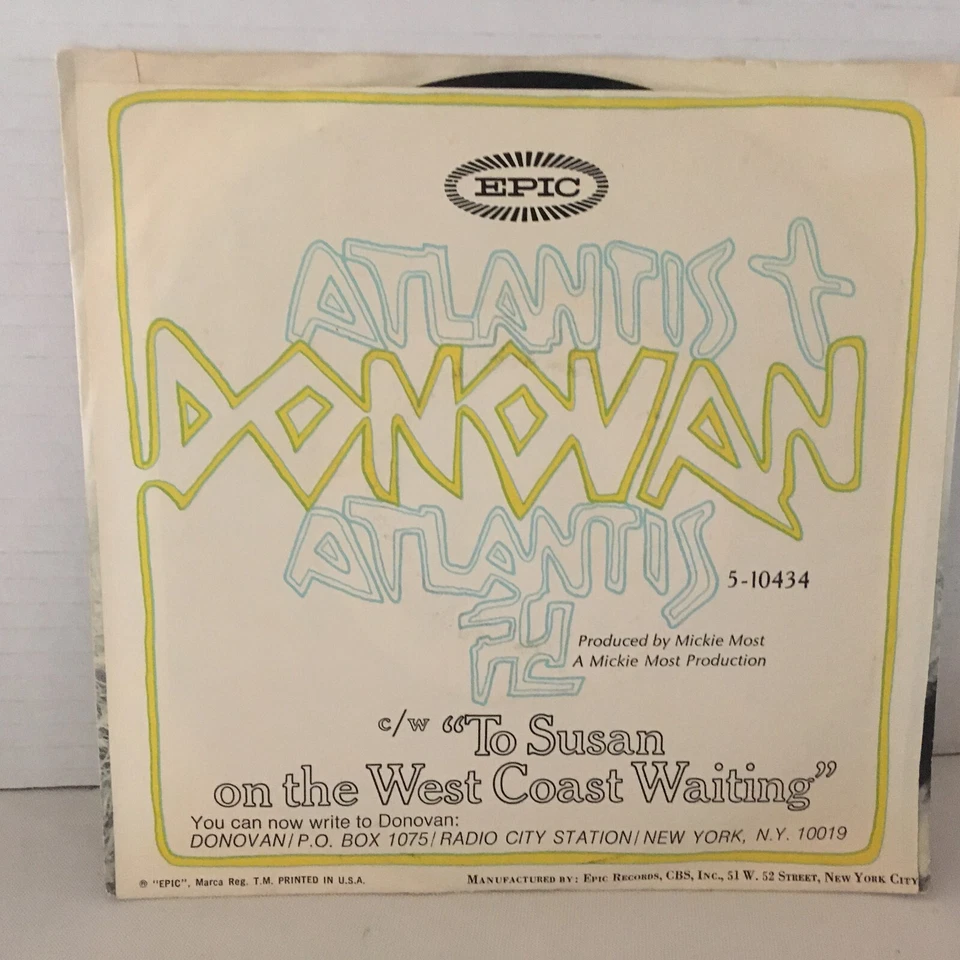 EPIC
ATLANTIS +
DONOVAN
ATLANTIS
5-10434
Produced by Mickie Most
A Mickie Most Production
c/w "To Susan
on the West Coast Waiting"
You can now write to Donovan:
DONOVAN/P.O. BOX 1075/RADIO CITY STATION/NEW YORK, N.Y. 10019
® "EPIC", Marca Reg. T.M. PRINTED IN U.S.A.
MANUFACTURED BY: EPIC RECORDS, CBS, INC., 51 W. 52 STREET, NEW YORK CITY